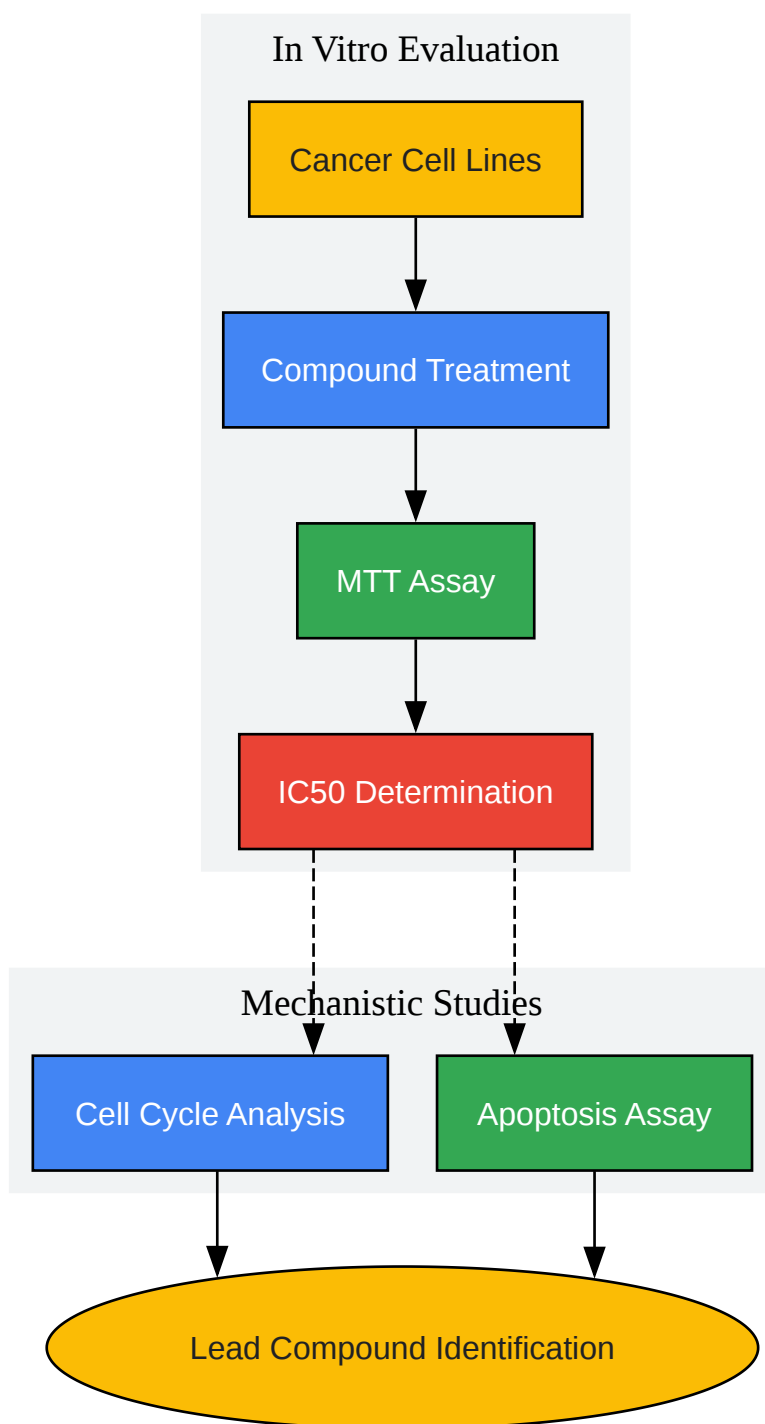 In Vitro Evaluation
Cancer Cell Lines
Compound Treatment
MTT Assay
IC50 Determination
Mechanistic Studies
Cell Cycle Analysis
Apoptosis Assay
Lead Compound Identification